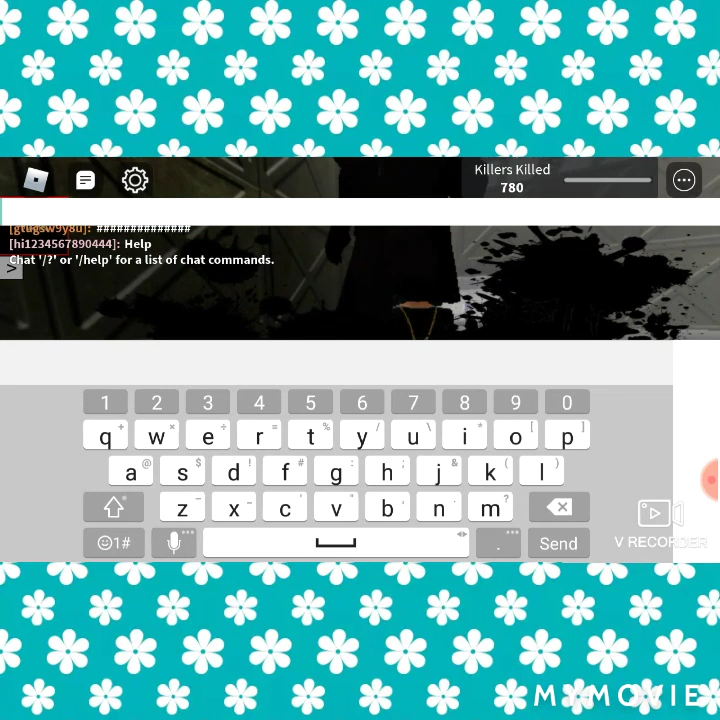 Killers Killed
780
##############
[hi1234567890444]: Help
Chat '/?' or '/help' for a list of chat commands.
1 2 3 4 5 6 7 8 9 0
q w e r t y u i o p
a s d f g h j k l
z x c v b n m
1# . Send
V RECORDER
MYMOVIE